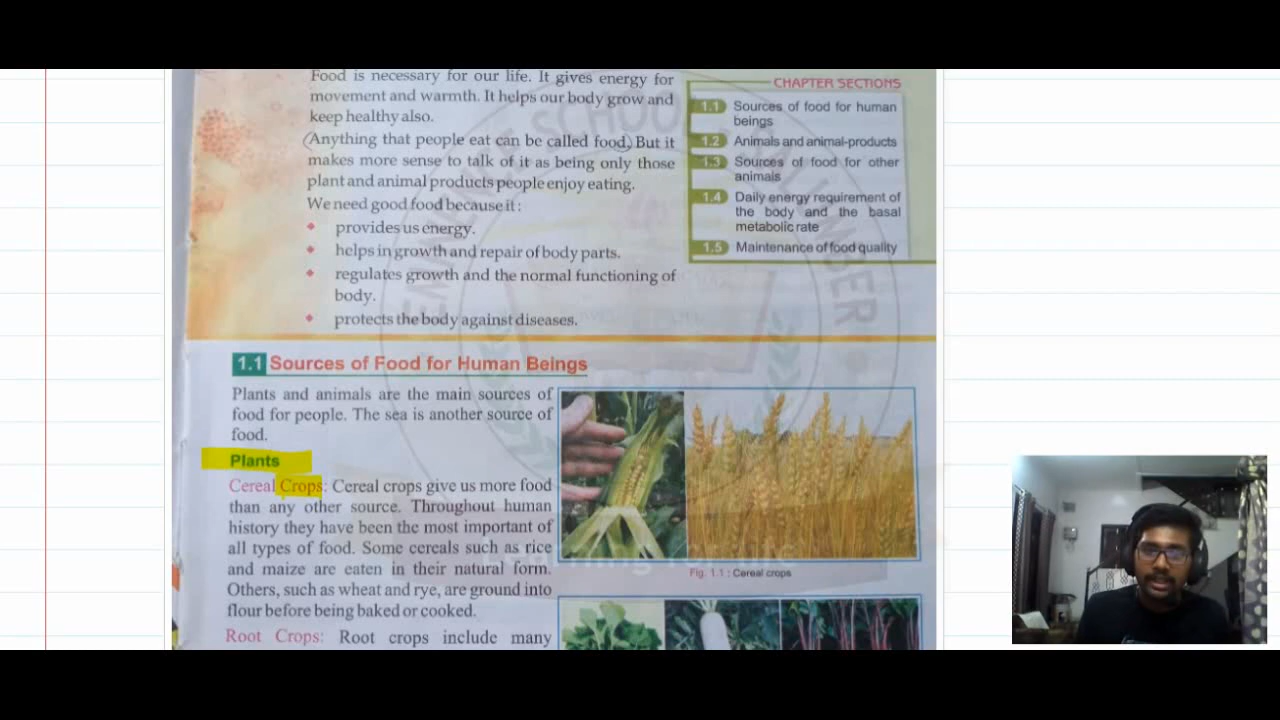 Food is necessary for our life. It gives energy for
movement and warmth. It helps our body grow and
keep healthy also.
Anything that people eat can be called food. But it
makes more sense to talk of it as being only those
plant and animal products people enjoy eating.
We need good food because it :
provides us energy.
helps in growth and repair of body parts.
regulates growth and the normal functioning of
body.
protects the body against diseases.
CHAPTER SECTIONS
1.1 Sources of food for human
beings
1.2 Animals and animal-products
1.3 Sources of food for other
animals
1.4 Daily energy requirement of
the body and the basal
metabolic rate
1.5 Maintenance of food quality
1.1 Sources of Food for Human Beings
Plants and animals are the main sources of
food for people. The sea is another source of
food.
Plants
Cereal Crops: Cereal crops give us more food
than any other source. Throughout human
history they have been the most important of
all types of food. Some cereals such as rice
and maize are eaten in their natural form.
Others, such as wheat and rye, are ground into
flour before being baked or cooked.
Root Crops: Root crops include many
Fig. 1.1 : Cereal crops
SCHOOL